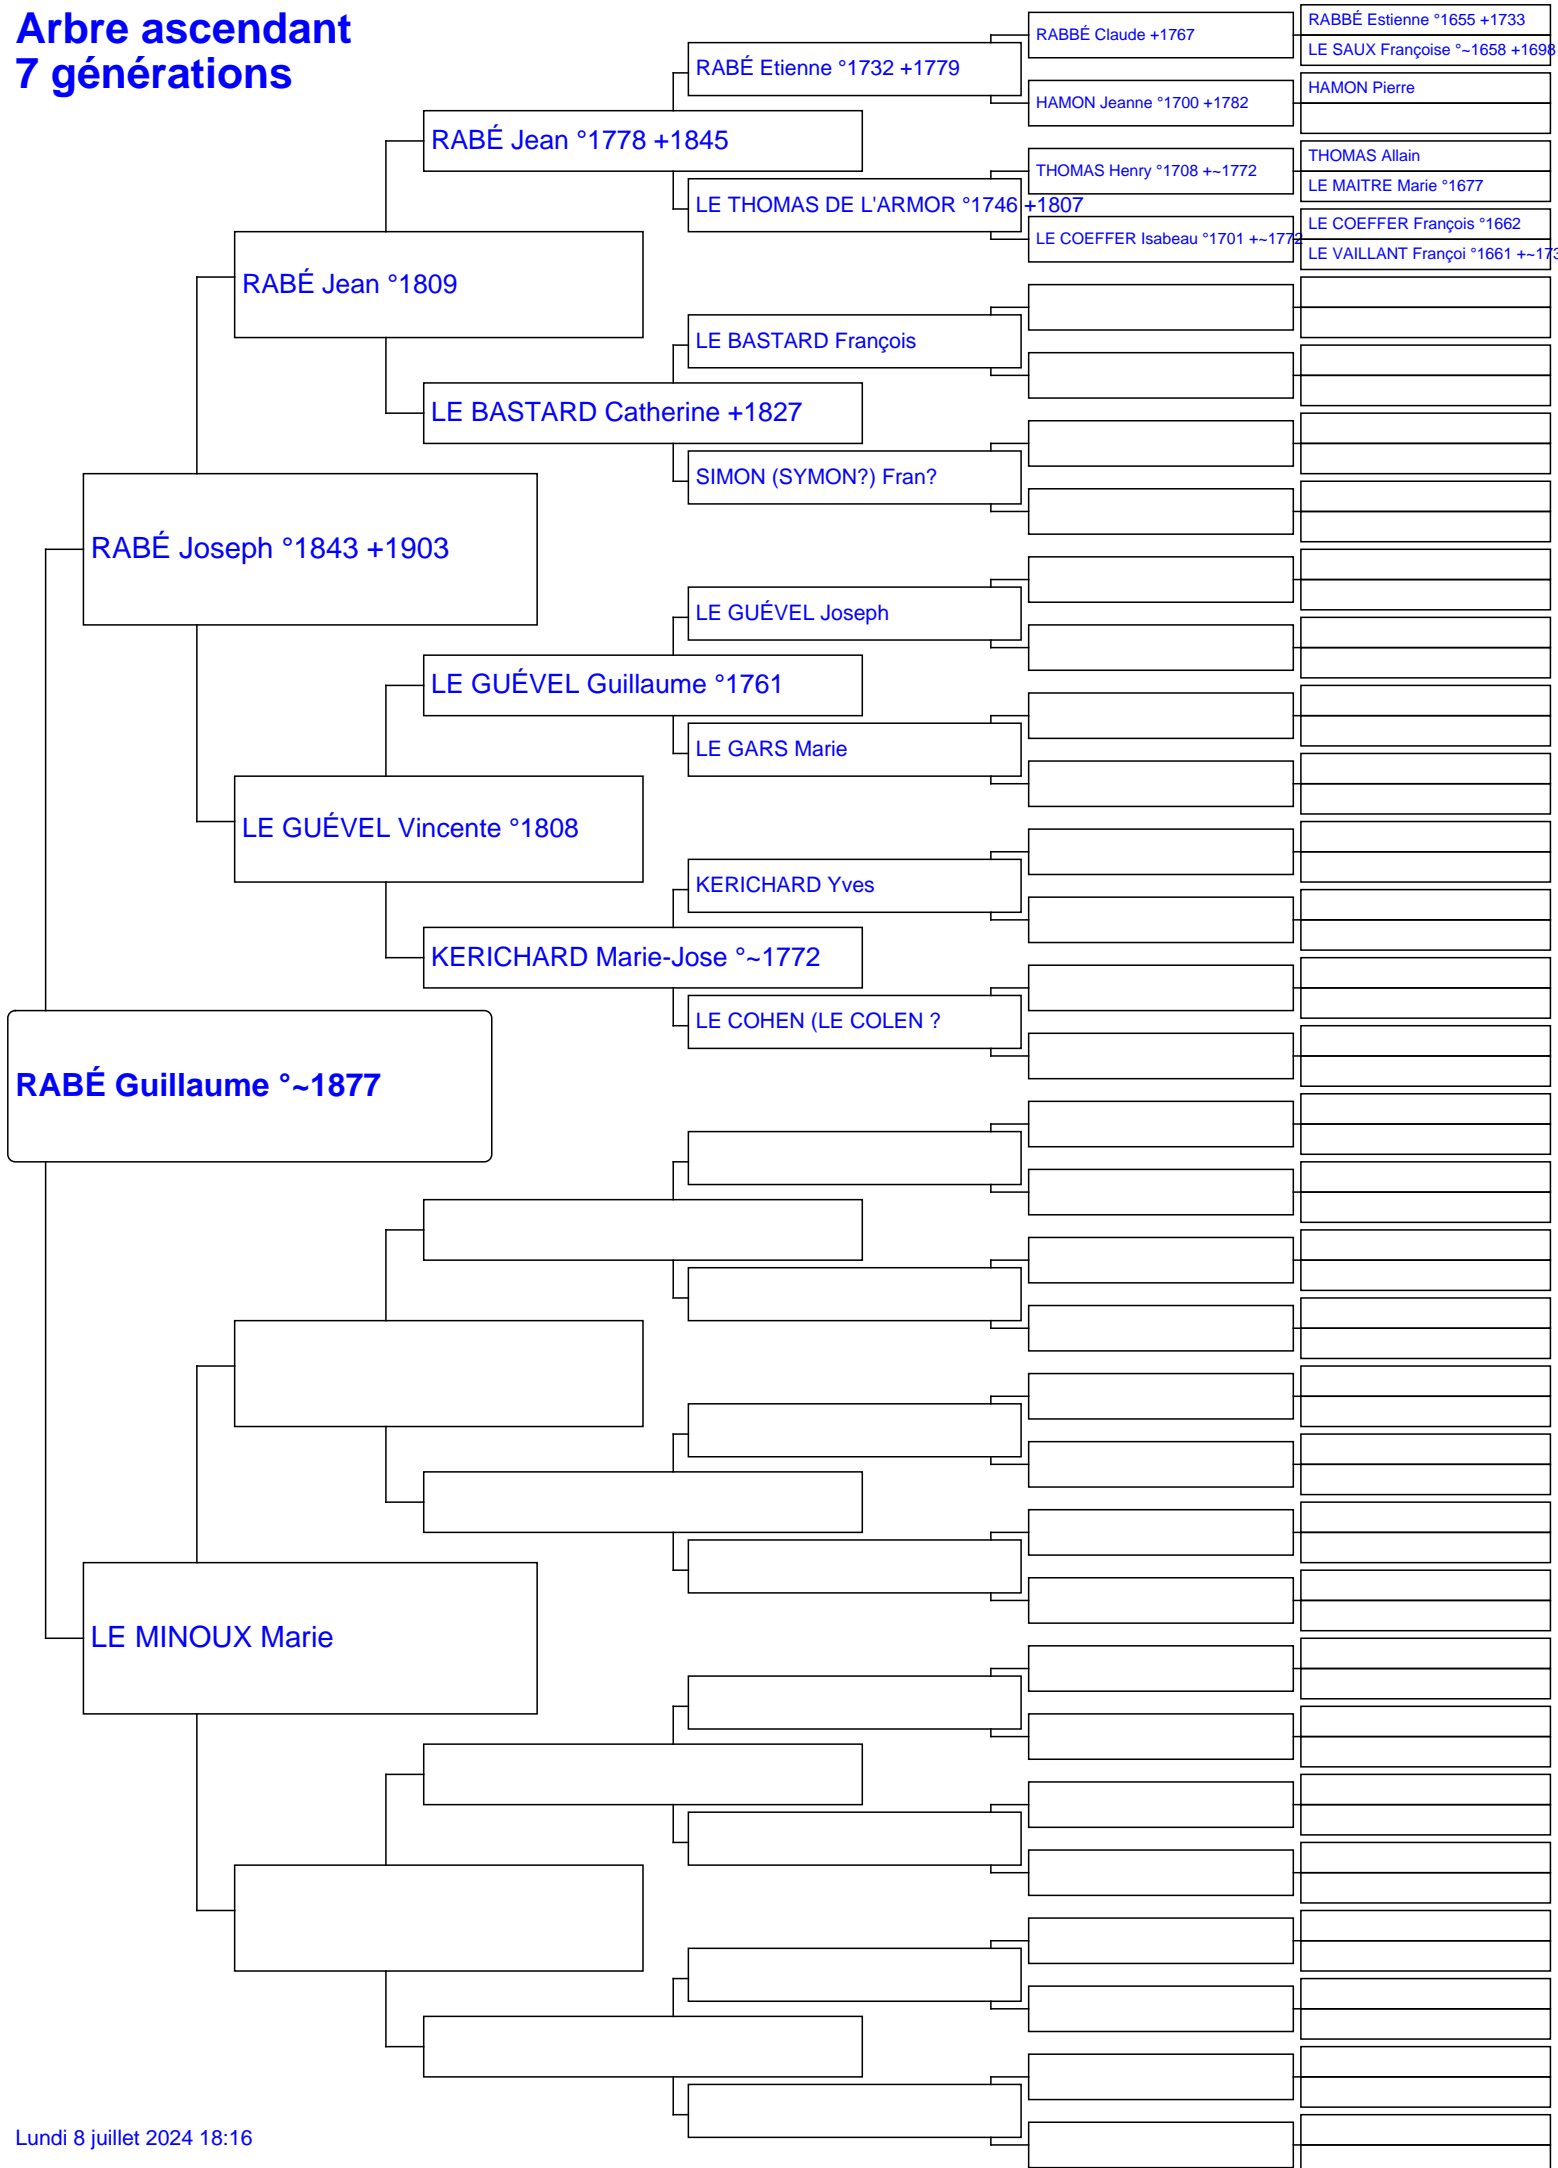 Arbre ascendant
7 générations
RABBÉ Estienne °1655 +1733
RABBÉ Claude +1767
LE SAUX Françoise °~1658 +1698
RABÉ Etienne °1732 +1779
HAMON Pierre
HAMON Jeanne °1700 +1782
RABÉ Jean °1778 +1845
THOMAS Allain
THOMAS Henry °1708 +~1772
LE MAITRE Marie °1677
LE THOMAS DE L'ARMOR °1746 +1807
LE COEFFER François °1662
LE COEFFER Isabeau °1701 +~1772
LE VAILLANT Françoi °1661 +~173
RABÉ Jean °1809
LE BASTARD François
LE BASTARD Catherine +1827
SIMON (SYMON?) Fran?
RABÉ Joseph °1843 +1903
LE GUÉVEL Joseph
LE GUÉVEL Guillaume °1761
LE GARS Marie
LE GUÉVEL Vincente °1808
KERICHARD Yves
KERICHARD Marie-Jose °~1772
LE COHEN (LE COLEN ?
RABÉ Guillaume °~1877
LE MINOUX Marie
Lundi 8 juillet 2024 18:16